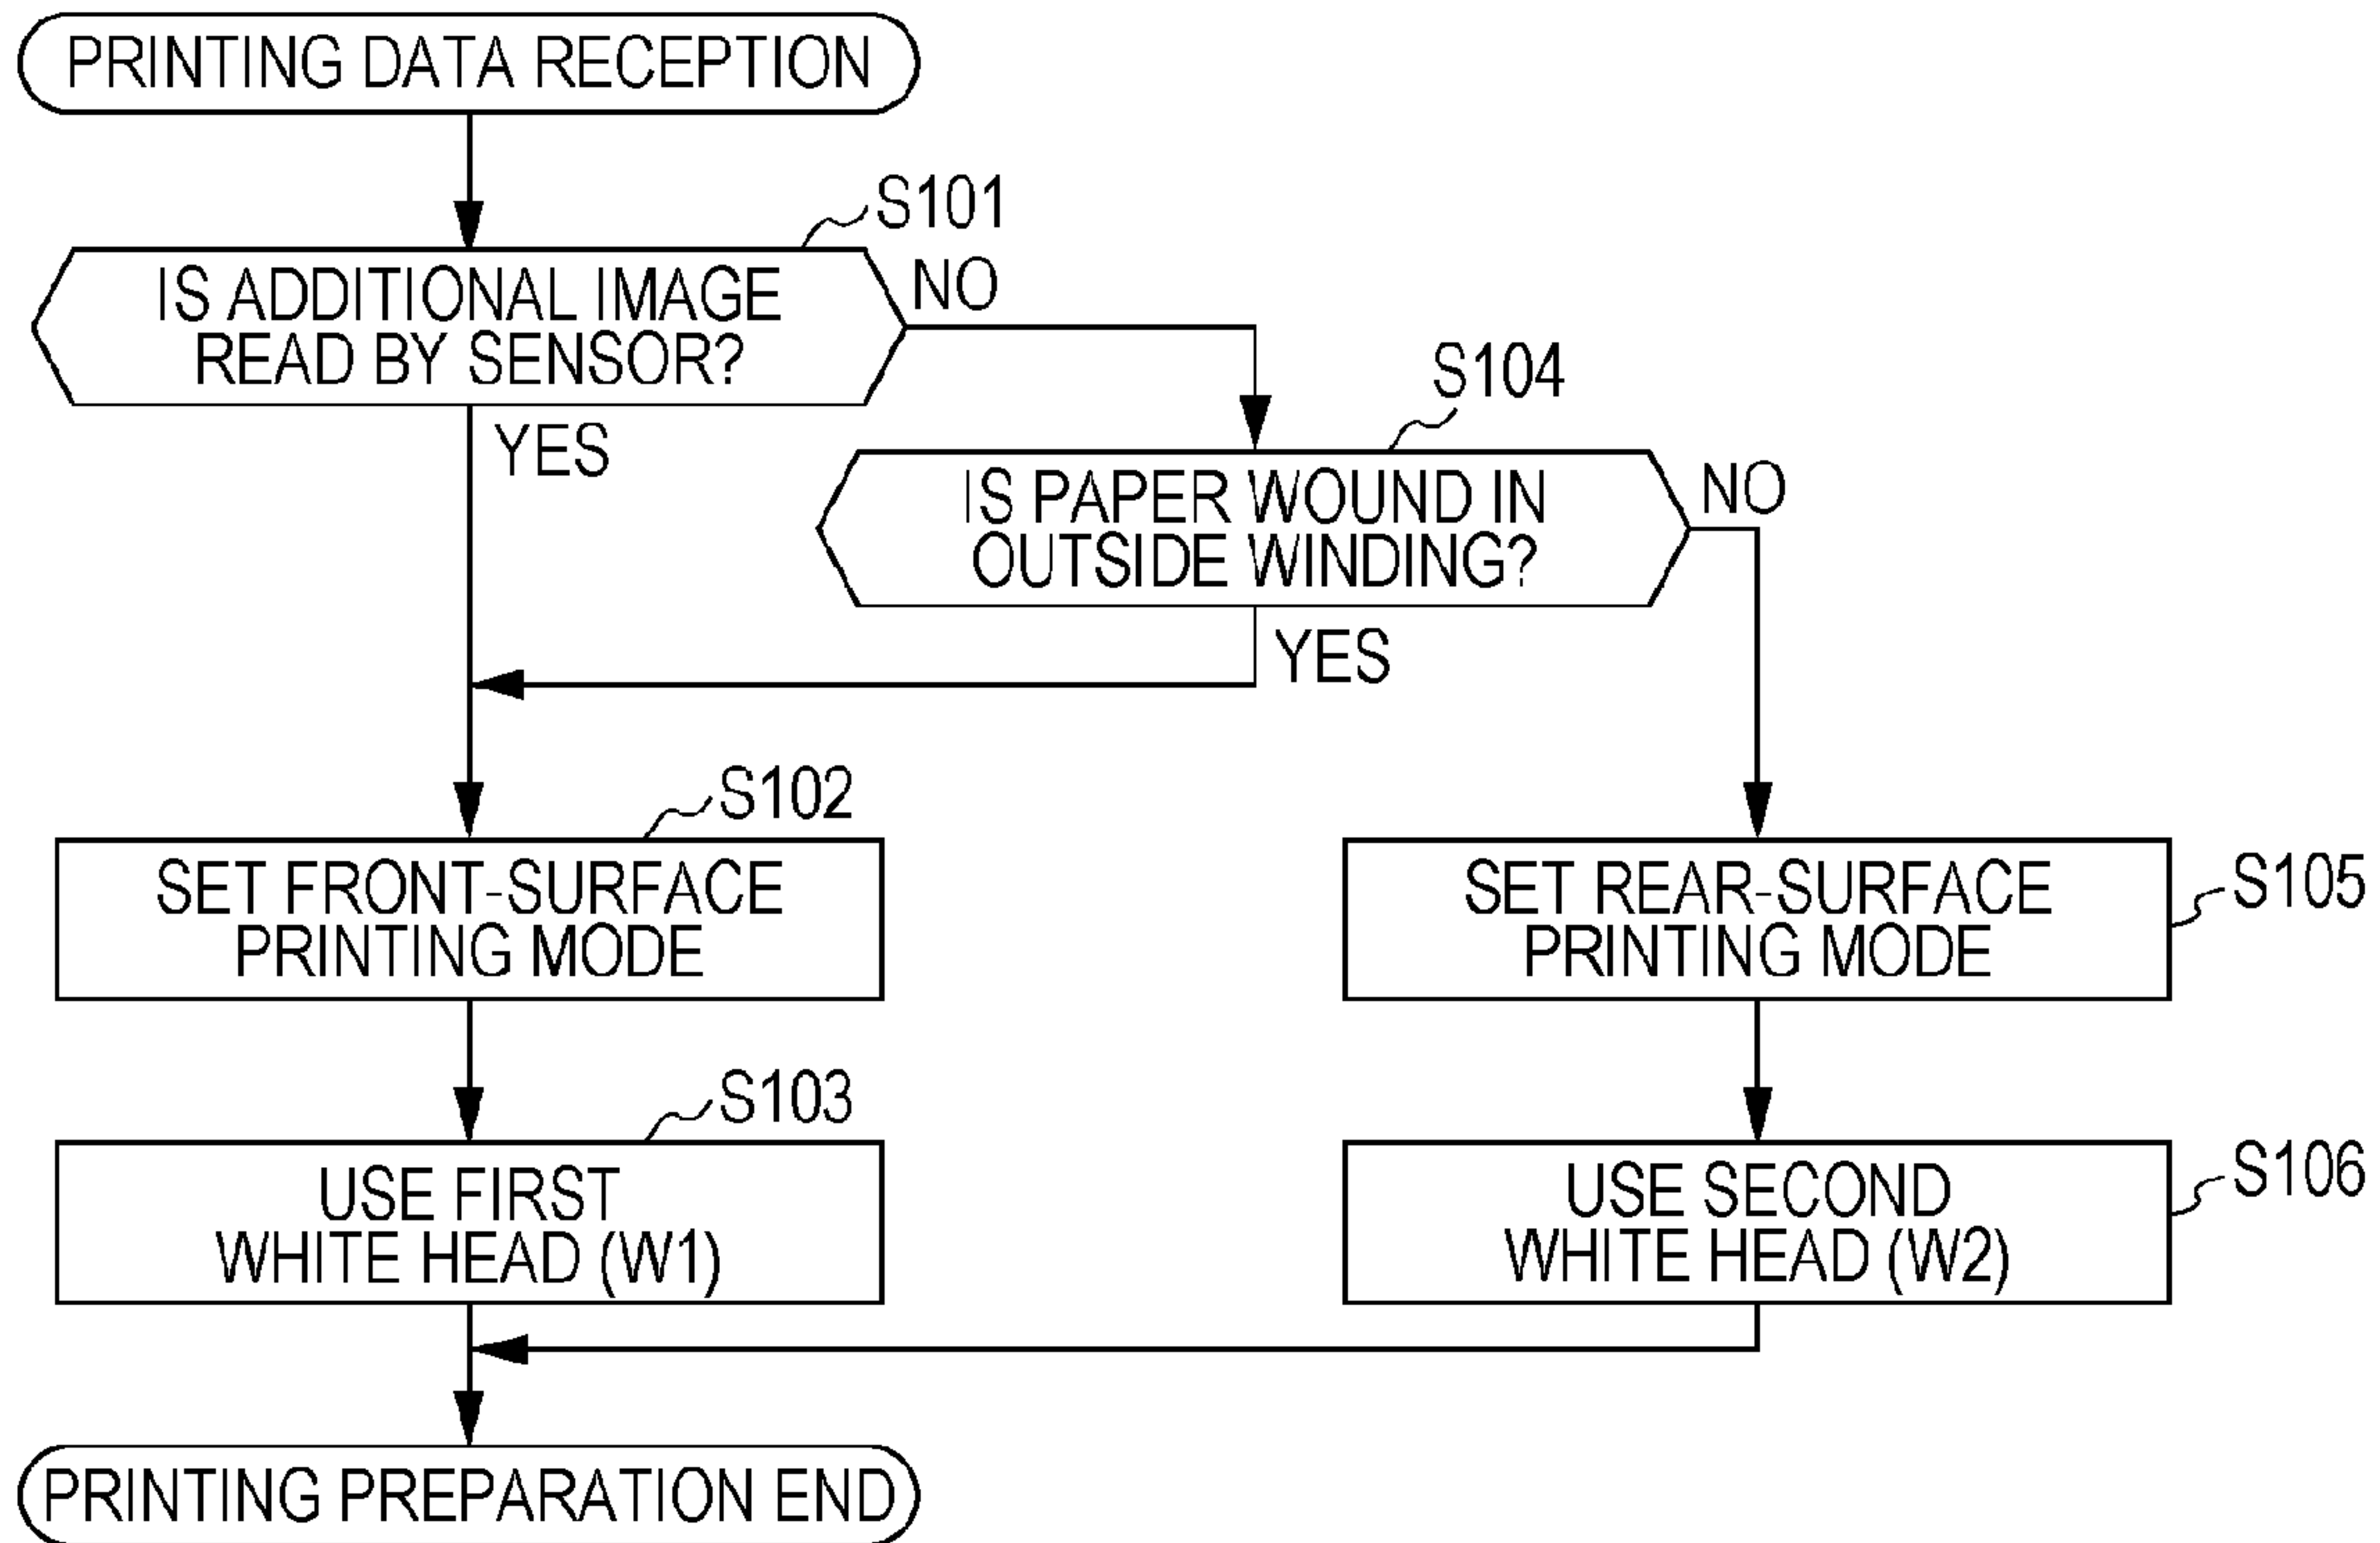 PRINTING DATA RECEPTION
S101
IS ADDITIONAL IMAGE
READ BY SENSOR?
NO
YES
S104
IS PAPER WOUND IN
OUTSIDE WINDING?
NO
YES
S102
SET FRONT-SURFACE
PRINTING MODE
SET REAR-SURFACE
PRINTING MODE
S105
S103
USE FIRST
WHITE HEAD (W1)
USE SECOND
WHITE HEAD (W2)
S106
PRINTING PREPARATION END